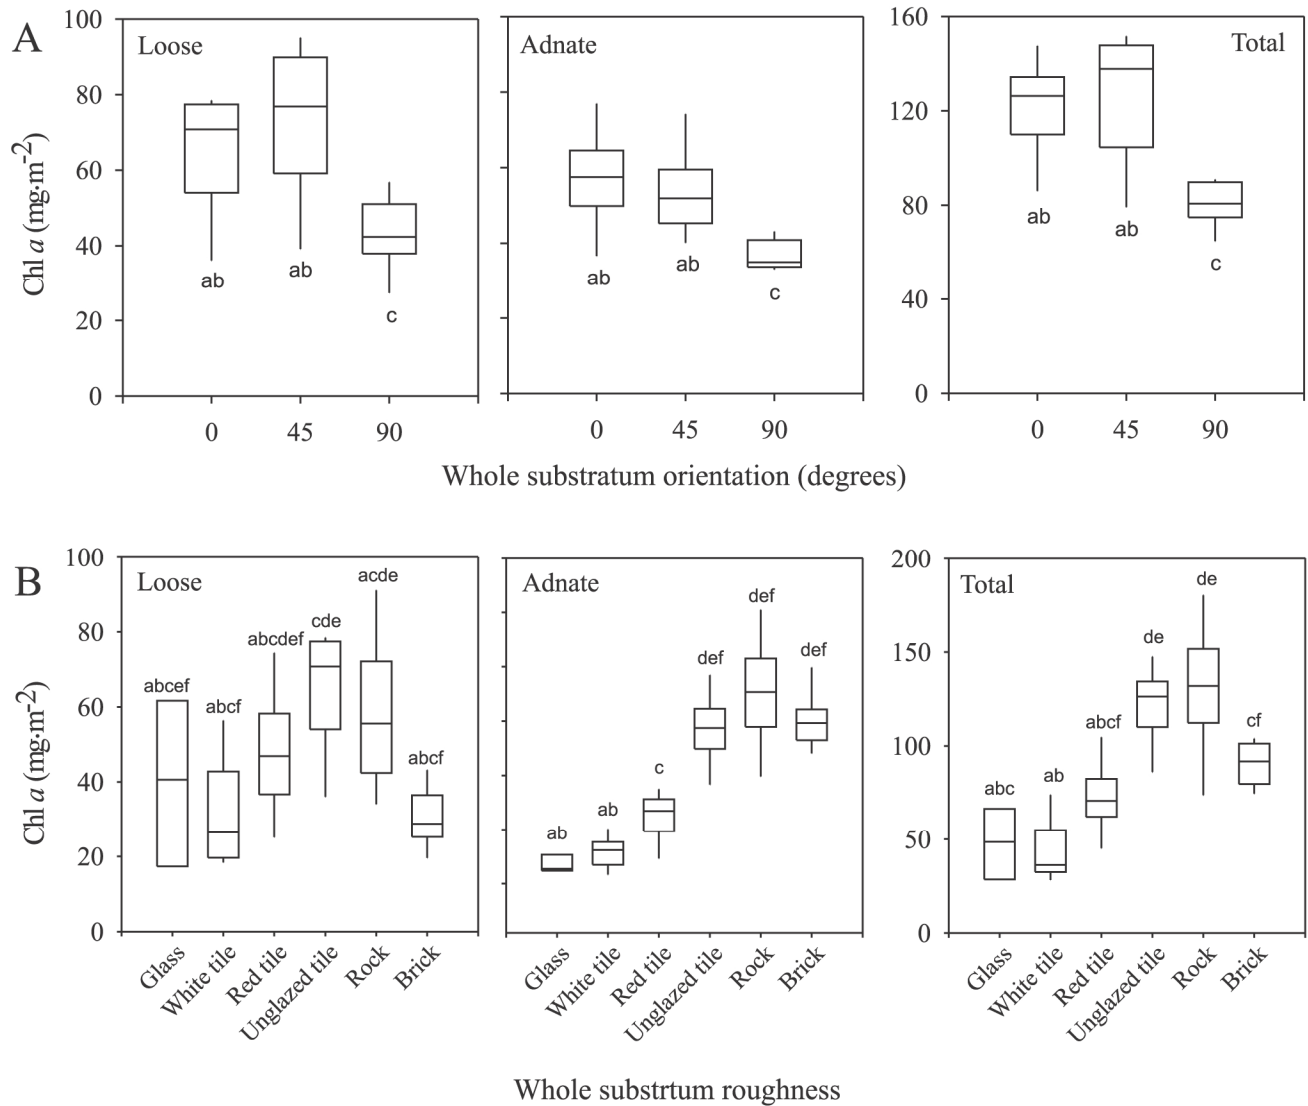 A
Loose
Adnate
Total
Chl a (mg·m-2)
100
80
60
40
20
0
160
120
80
40
0
ab
ab
c
ab
ab
c
ab
ab
c
0 45 90
0 45 90
0 45 90
Whole substratum orientation (degrees)
B
Loose
Adnate
Total
Chl a (mg·m-2)
100
80
60
40
20
0
200
150
100
50
0
abcef
abcf
abcdef
cde
acde
abcf
ab
ab
c
def
def
def
abc
ab
abcf
de
de
cf
Glass
White tile
Red tile
Unglazed tile
Rock
Brick
Glass
White tile
Red tile
Unglazed tile
Rock
Brick
Glass
White tile
Red tile
Unglazed tile
Rock
Brick
Whole substrtum roughness